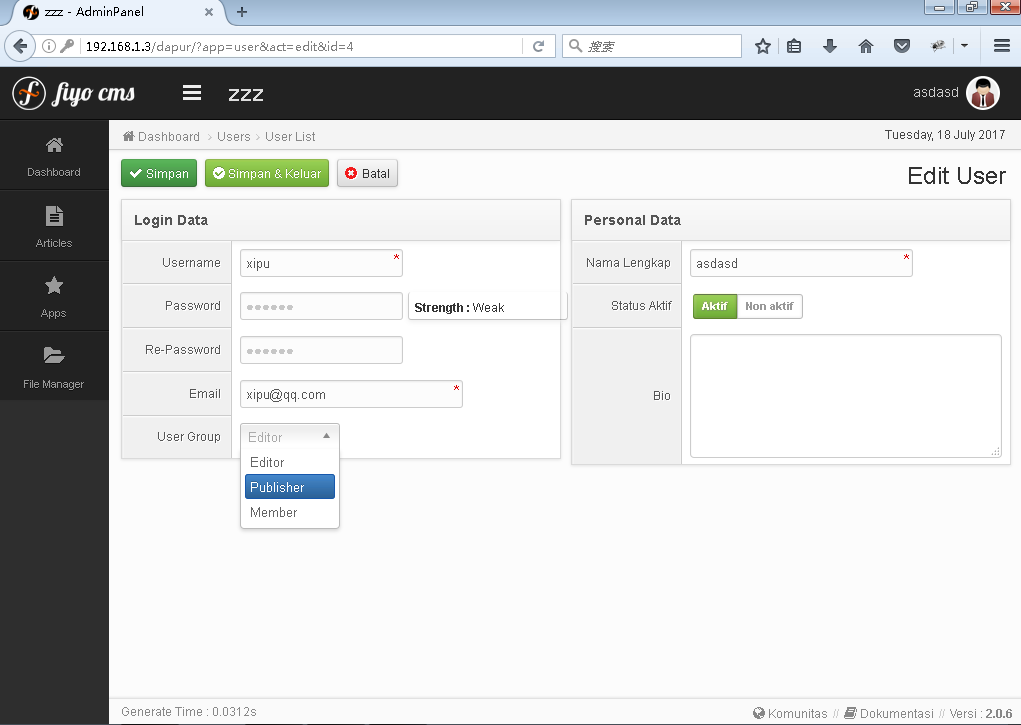 zzz - AdminPanel
192.168.1.3/dapur/?app=user&act=edit&id=4
搜索
fiyo cms
zzz
asdasd
Dashboard
Articles
Apps
File Manager
Dashboard > Users > User List
Tuesday, 18 July 2017
Simpan
Simpan & Keluar
Batal
Edit User
Login Data
Username
xipu
*
Password
Strength : Weak
Re-Password
Email
xipu@qq.com
*
User Group
Editor
Editor
Publisher
Member
Personal Data
Nama Lengkap
asdasd
*
Status Aktif
Aktif
Non aktif
Bio
Generate Time : 0.0312s
Komunitas // Dokumentasi // Versi : 2.0.6